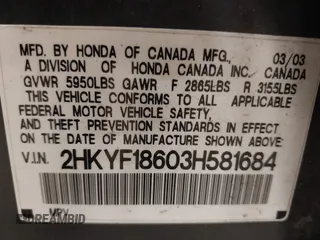 MFD. BY HONDA OF CANADA MFG., 03/03
A DIVISION OF HONDA CANADA INC. CANADA
GVWR 5950LBS GAWR F 2865LBS R 3155LBS
THIS VEHICLE CONFORMS TO ALL APPLICABLE
FEDERAL MOTOR VEHICLE SAFETY,
THEFT PREVENTION STANDARDS IN EFFECT
ON THE DATE OF MANUFACTURE SHOWN ABOVE.
V.I.N. 2HKYF18603H581684
MPV
DREAMBID